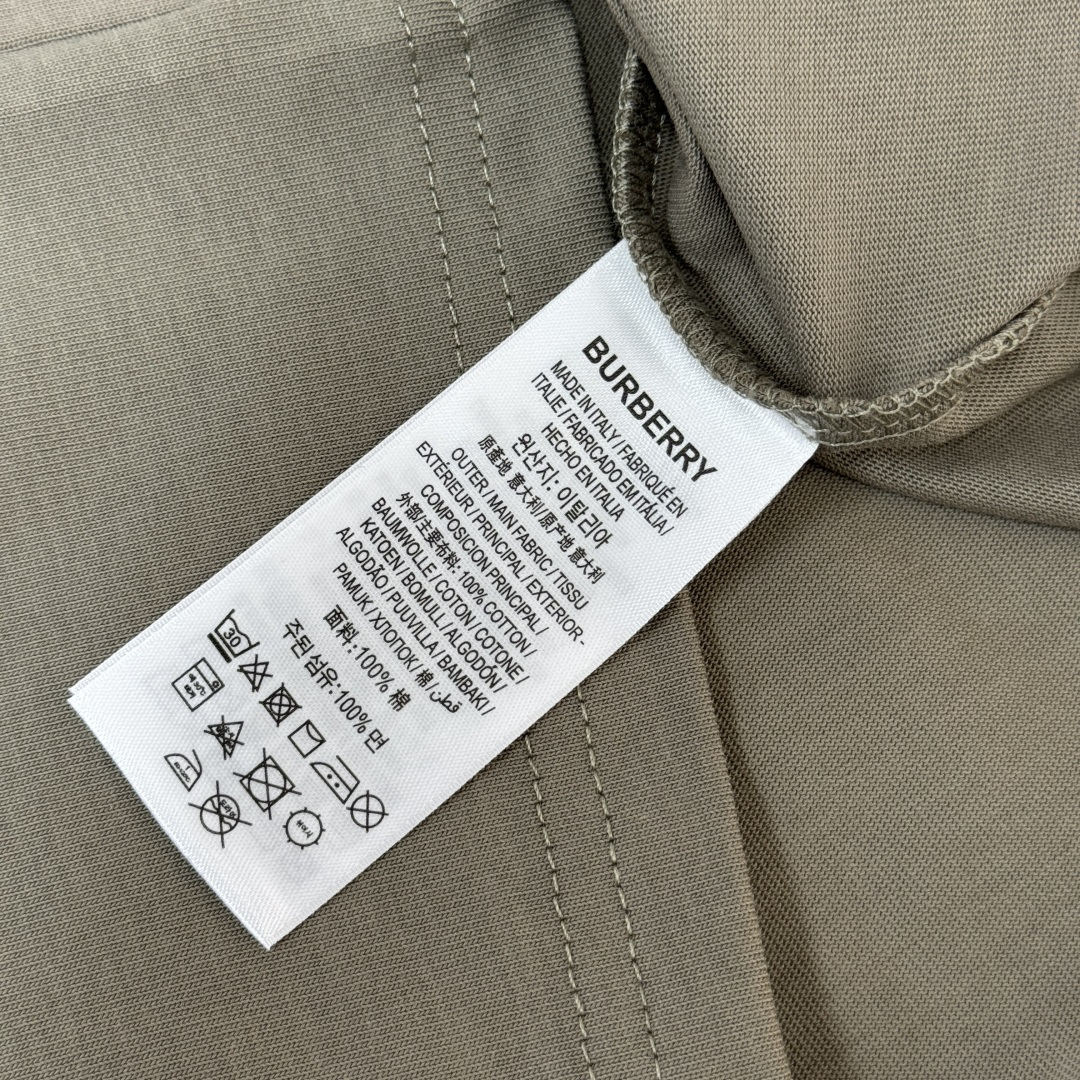 BURBERRY
MADE IN ITALY / FABRIQUÉ EN
ITALIE / FABRICADO EM ITÁLIA /
HECHO EN ITALIA
원산지: 이탈리아
原產地 意大利/原产地 意大利
OUTER / MAIN FABRIC / TISSU
EXTÉRIEUR / PRINCIPAL / EXTERIOR -
COMPOSICION PRINCIPAL /
外部/主要布料: 100% COTTON /
BAUMWOLLE / COTON / COTONE /
KATOEN / BOMULL / ALGODÓN /
ALGODÃO / PUUVILLA / BAMBAKI /
PAMUK / ХЛОПОК / 棉 / قطن
面料: 100% 棉
주된 섬유: 100% 면
30